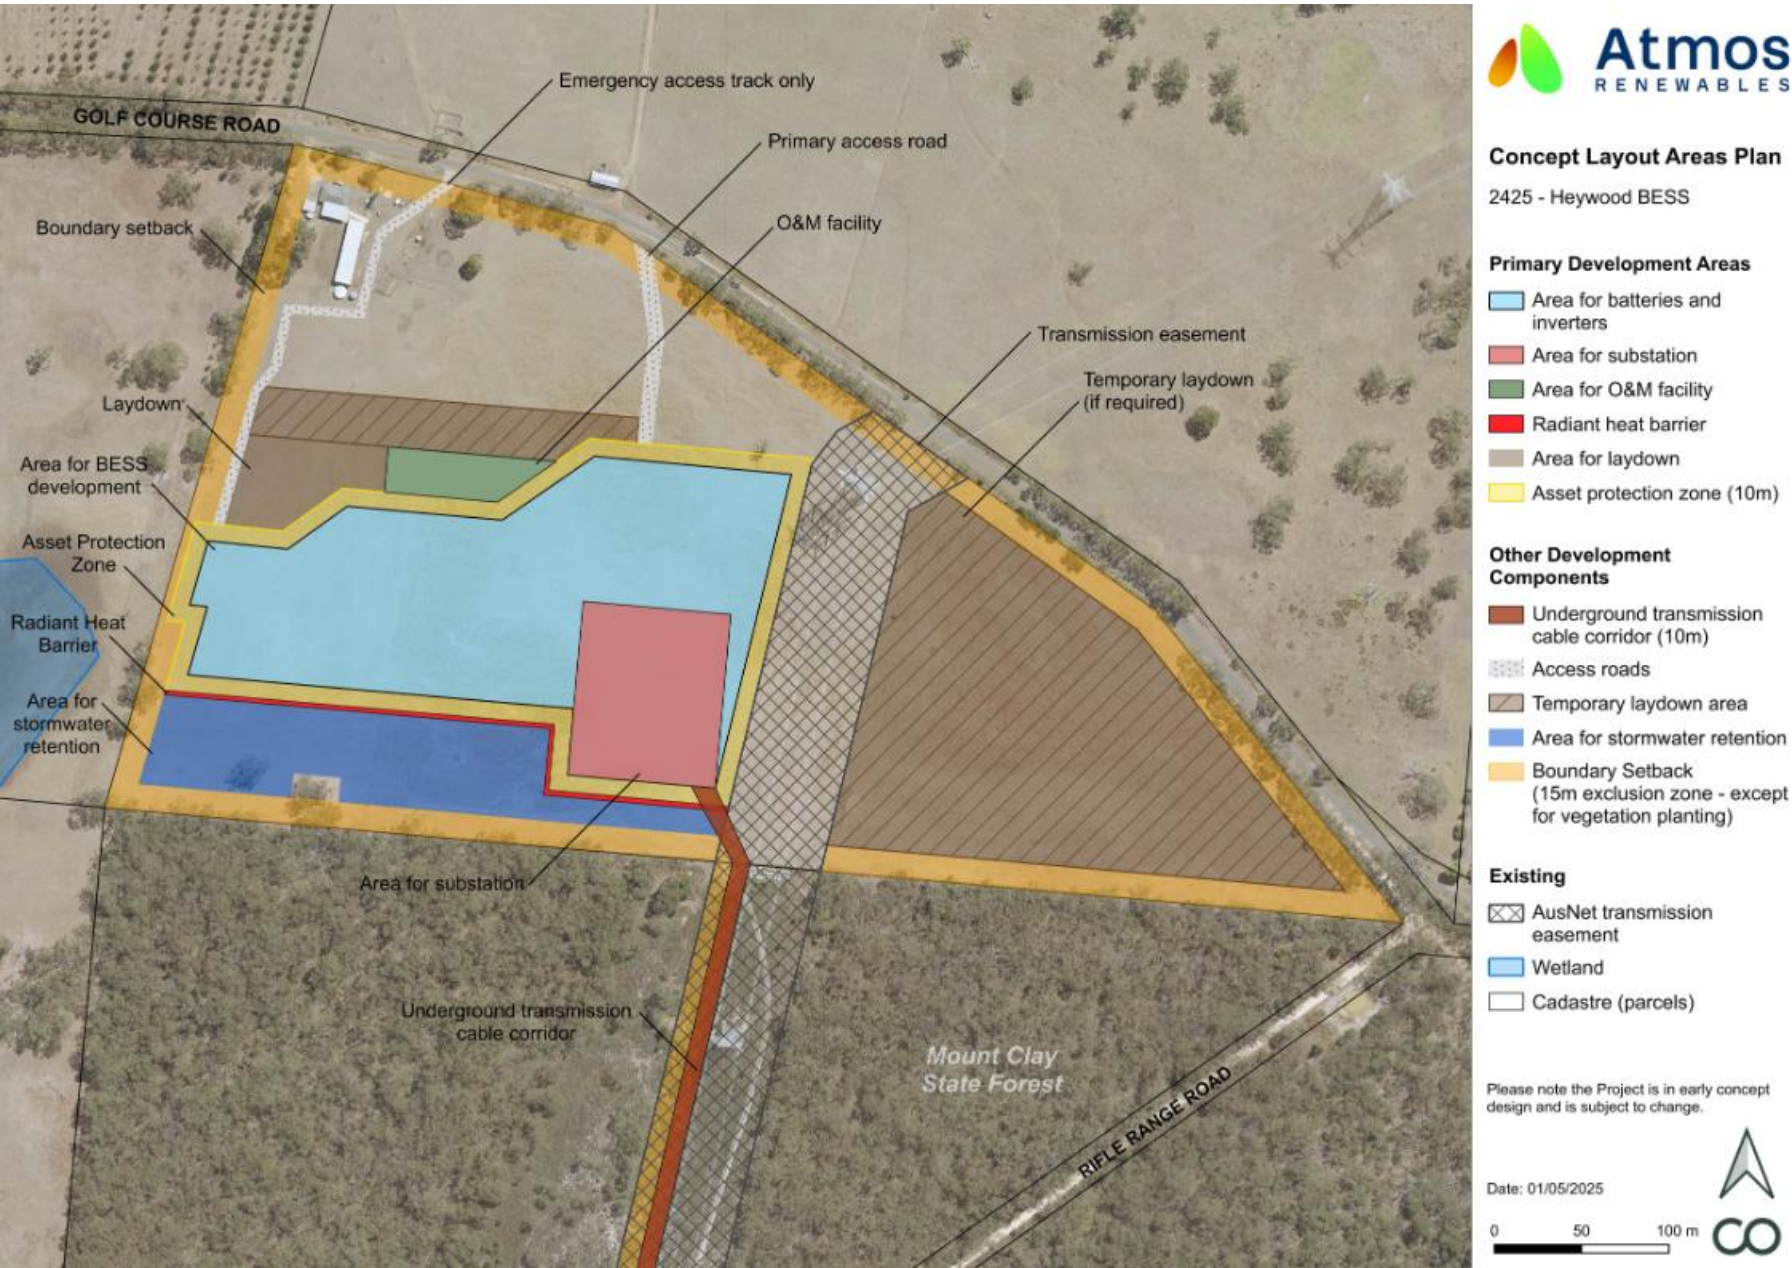 Emergency access track only
GOLF COURSE ROAD
Primary access road
Boundary setback
O&M facility
Transmission easement
Temporary laydown
(if required)
Laydown
Area for BESS
development
Asset Protection
Zone
Radiant Heat
Barrier
Area for
stormwater
retention
Area for substation
Underground transmission
cable corridor
Mount Clay
State Forest
RIFLE RANGE ROAD
Atmos
RENEWABLES
Concept Layout Areas Plan
2425 - Heywood BESS
Primary Development Areas
Area for batteries and
inverters
Area for substation
Area for O&M facility
Radiant heat barrier
Area for laydown
Asset protection zone (10m)
Other Development
Components
Underground transmission
cable corridor (10m)
Access roads
Temporary laydown area
Area for stormwater retention
Boundary Setback
(15m exclusion zone - except
for vegetation planting)
Existing
AusNet transmission
easement
Wetland
Cadastre (parcels)
Please note the Project is in early concept
design and is subject to change.
Date: 01/05/2025
0 50 100 m
CO